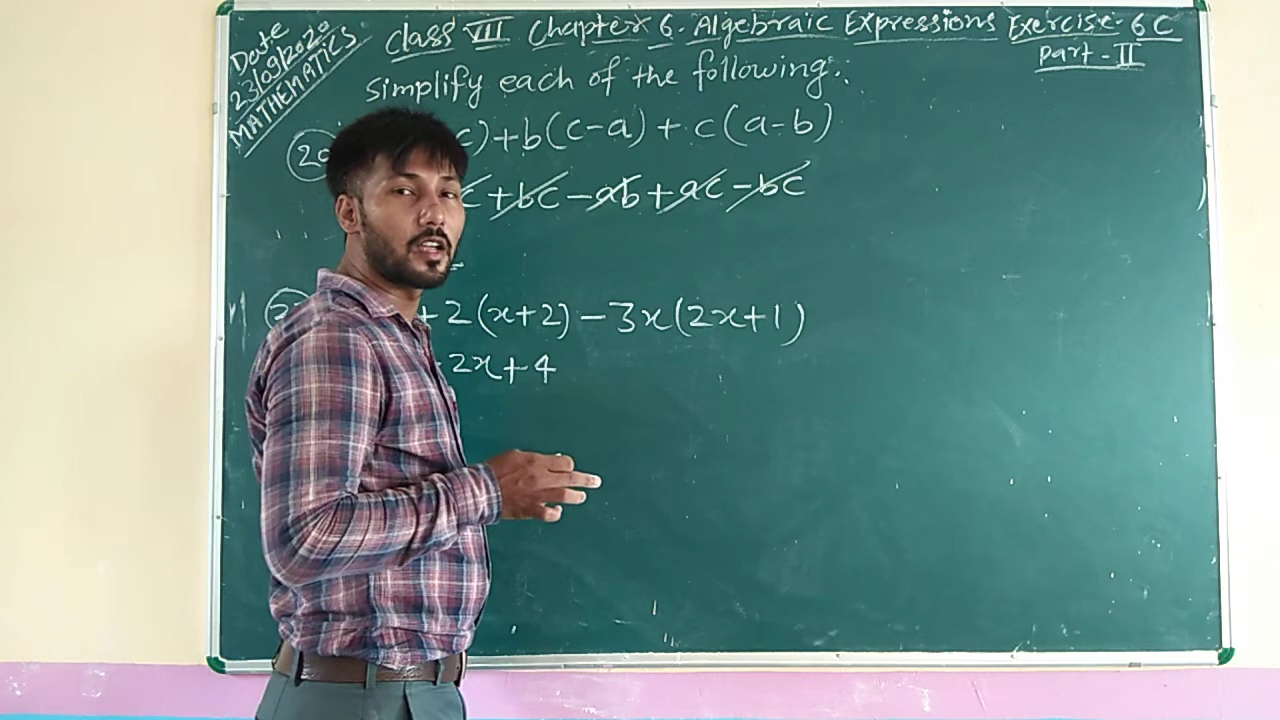 Date
23/09/2020
MATHEMATICS
Class VII Chapter 6. Algebraic Expressions Exercise-6C
Part-II
Simplify each of the following:.
20 c)+b(c-a)+c(a-b)
c+bc-ab+ac-bc
+2(x+2)-3x(2x+1)
2x+4